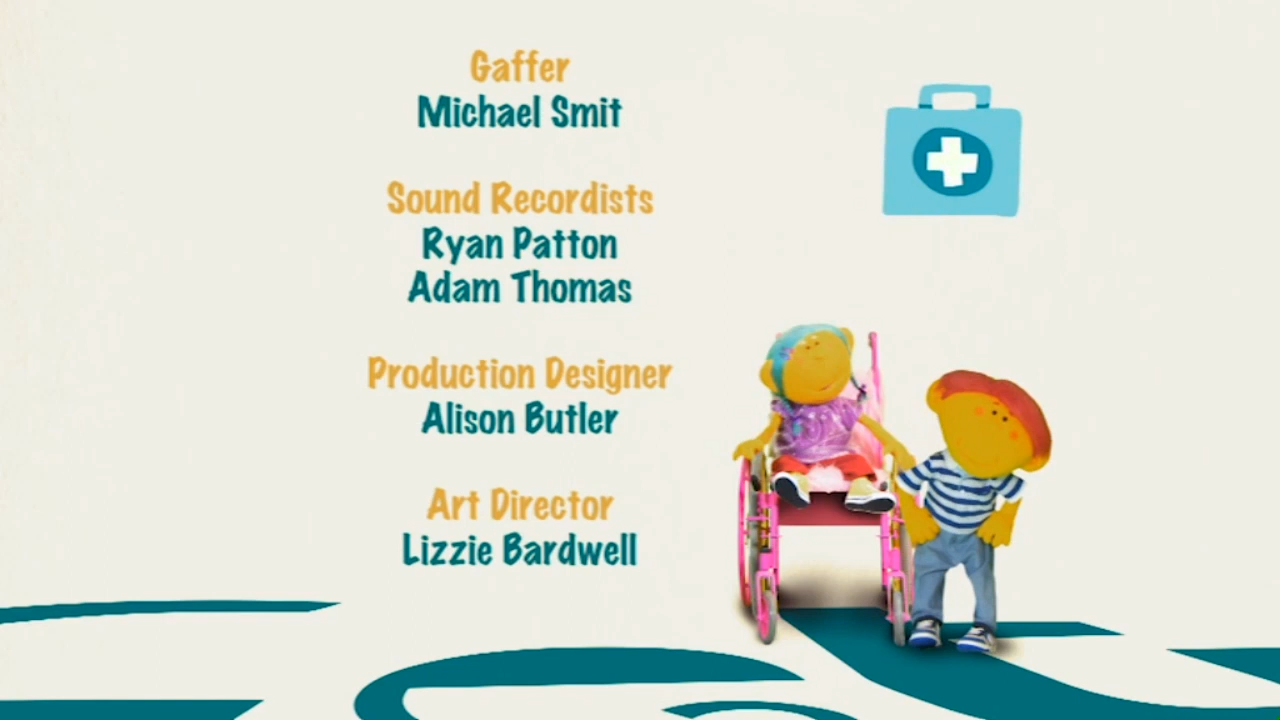 Gaffer
Michael Smit
Sound Recordists
Ryan Patton
Adam Thomas
Production Designer
Alison Butler
Art Director
Lizzie Bardwell